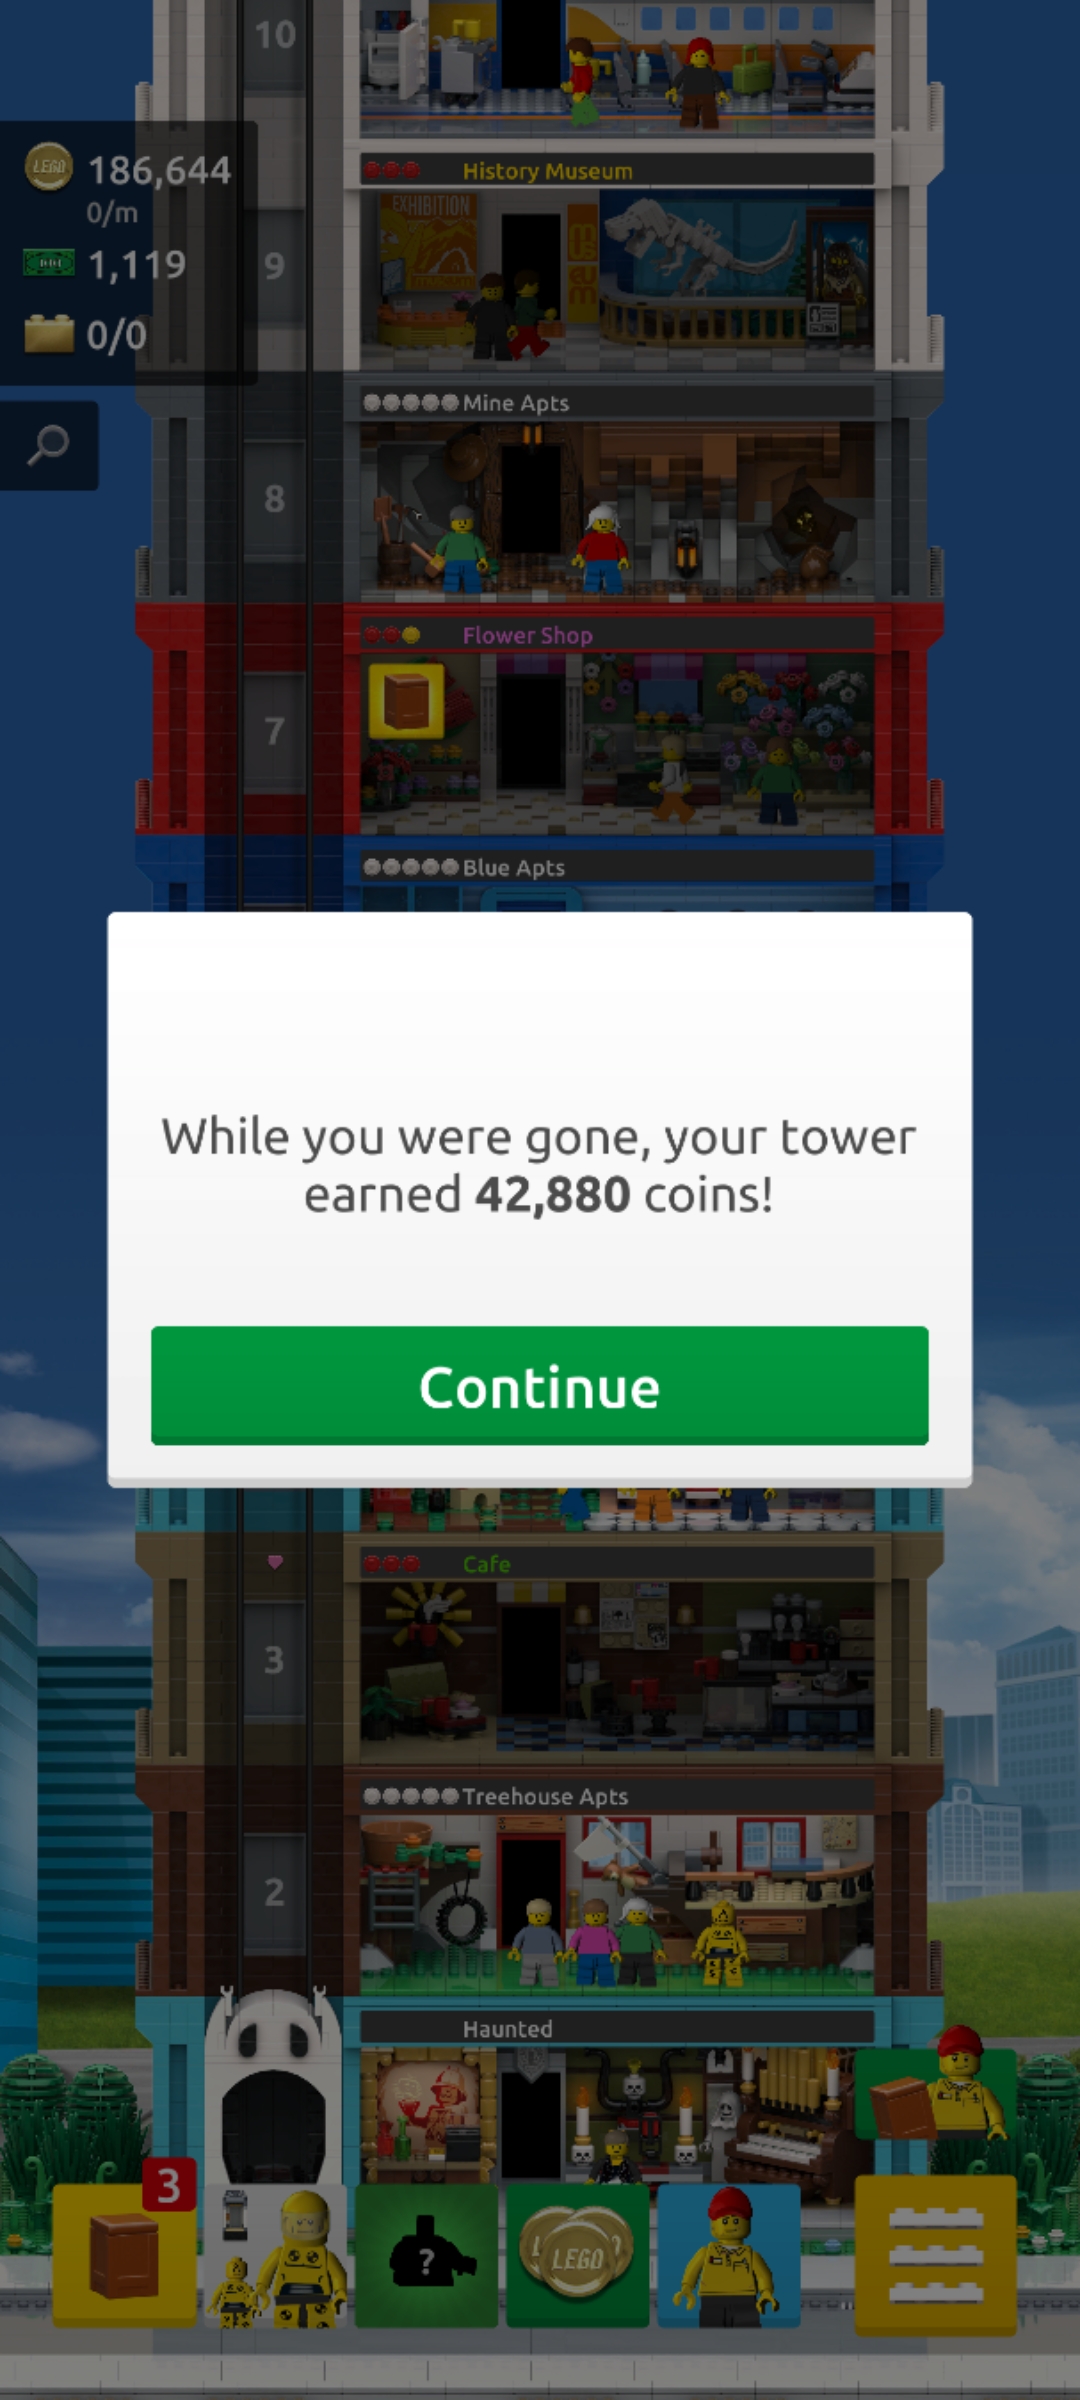 10
LEGO 186,644
0/m
1,119
0/0
History Museum
EXHIBITION
MUSEUM
9
Mine Apts
8
Flower Shop
7
Blue Apts
While you were gone, your tower
earned 42,880 coins!
Continue
Cafe
3
Treehouse Apts
2
Haunted
3
?
LEGO